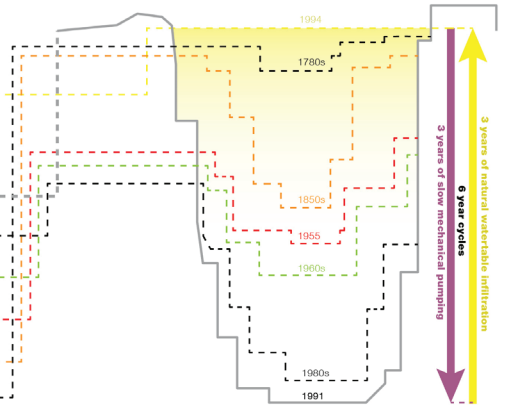 1994
1780s
1850s
1955
1960s
1980s
1991
3 years of slow mechanical pumping
6 year cycles
3 years of natural watertable infiltration